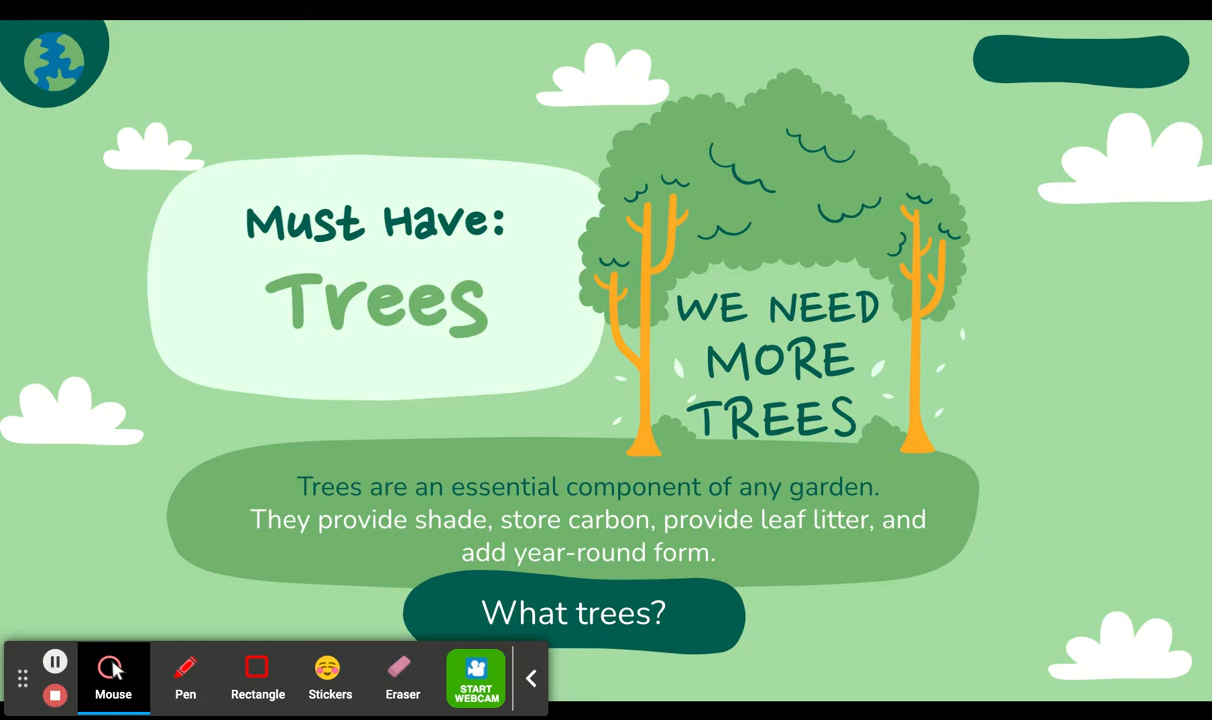 Must Have:
Trees
WE NEED
MORE
TREES
Trees are an essential component of any garden.
They provide shade, store carbon, provide leaf litter, and
add year-round form.
What trees?
Mouse
Pen
Rectangle
Stickers
Eraser
START
WEBCAM